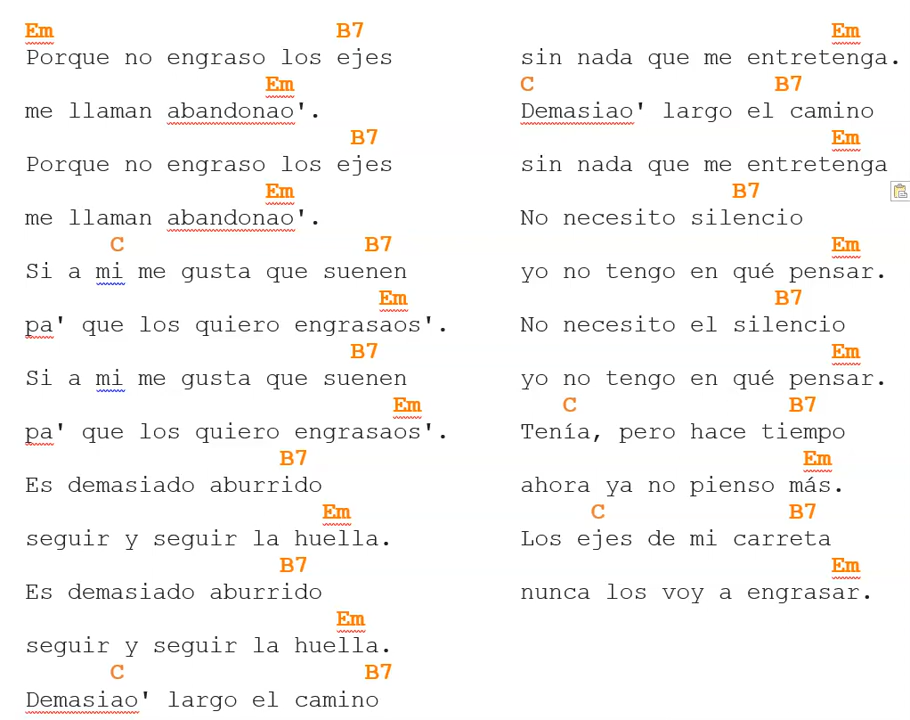 Em B7
Porque no engraso los ejes
Em
me llaman abandonao'.
B7
Porque no engraso los ejes
Em
me llaman abandonao'.
C B7
Si a mi me gusta que suenen
Em
pa' que los quiero engrasaos'.
B7
Si a mi me gusta que suenen
Em
pa' que los quiero engrasaos'.
B7
Es demasiado aburrido
Em
seguir y seguir la huella.
B7
Es demasiado aburrido
Em
seguir y seguir la huella.
C B7
Demasiao' largo el camino
Em
sin nada que me entretenga.
C B7
Demasiao' largo el camino
Em
sin nada que me entretenga
B7
No necesito silencio
Em
yo no tengo en qué pensar.
B7
No necesito el silencio
Em
yo no tengo en qué pensar.
C B7
Tenía, pero hace tiempo
Em
ahora ya no pienso más.
C B7
Los ejes de mi carreta
Em
nunca los voy a engrasar.